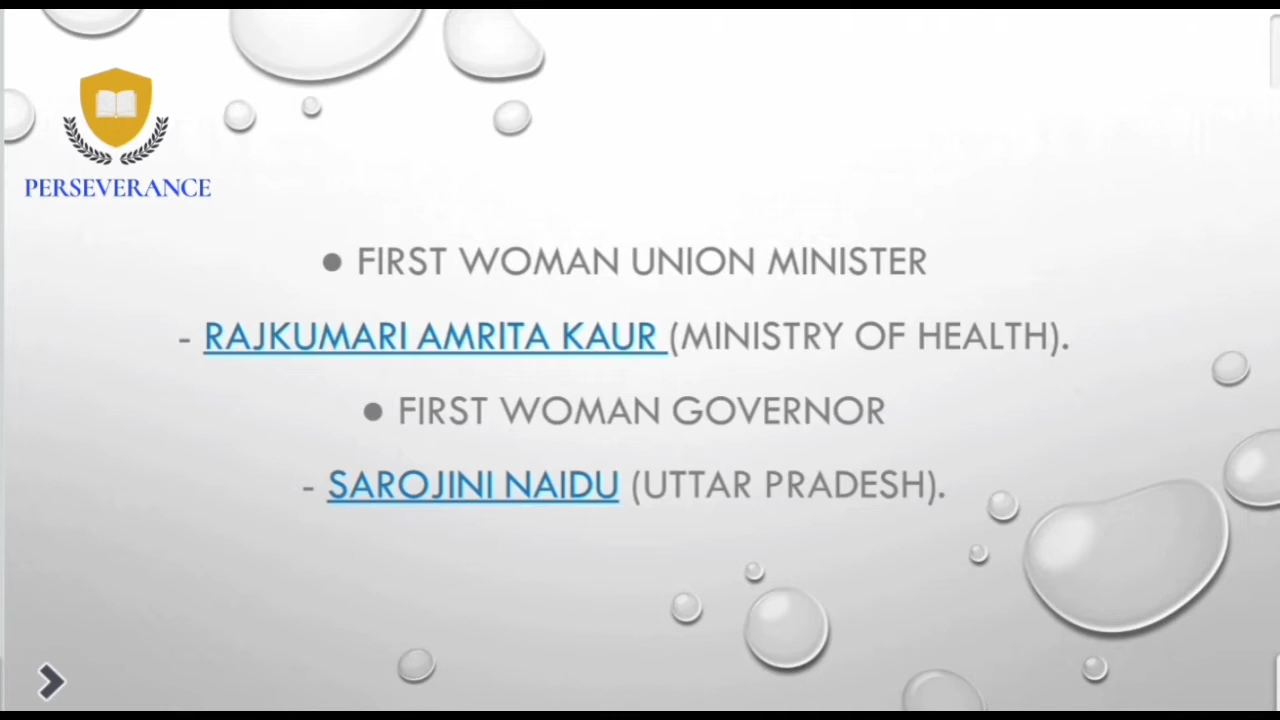 PERSEVERANCE
● FIRST WOMAN UNION MINISTER
- RAJKUMARI AMRITA KAUR (MINISTRY OF HEALTH).
● FIRST WOMAN GOVERNOR
- SAROJINI NAIDU (UTTAR PRADESH).